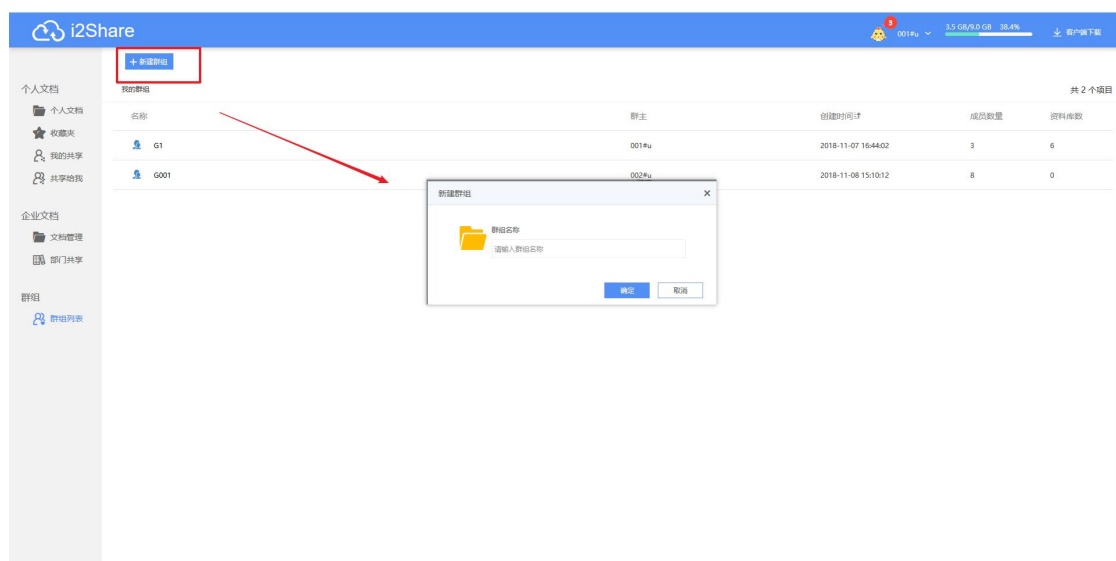 i2Share
3
001#u
3.5 GB/9.0 GB 38.4%
客户端下载
+ 新建群组
个人文档
我的群组
共 2 个项目
个人文档
收藏夹
我的共享
共享给我
企业文档
文档管理
部门共享
群组
群组列表
名称 群主 创建时间 成员数量 资料库数
G1 001#u 2018-11-07 16:44:02 3 6
G001 002#u 2018-11-08 15:10:12 8 0
新建群组
群组名称
请输入群组名称
确定 取消